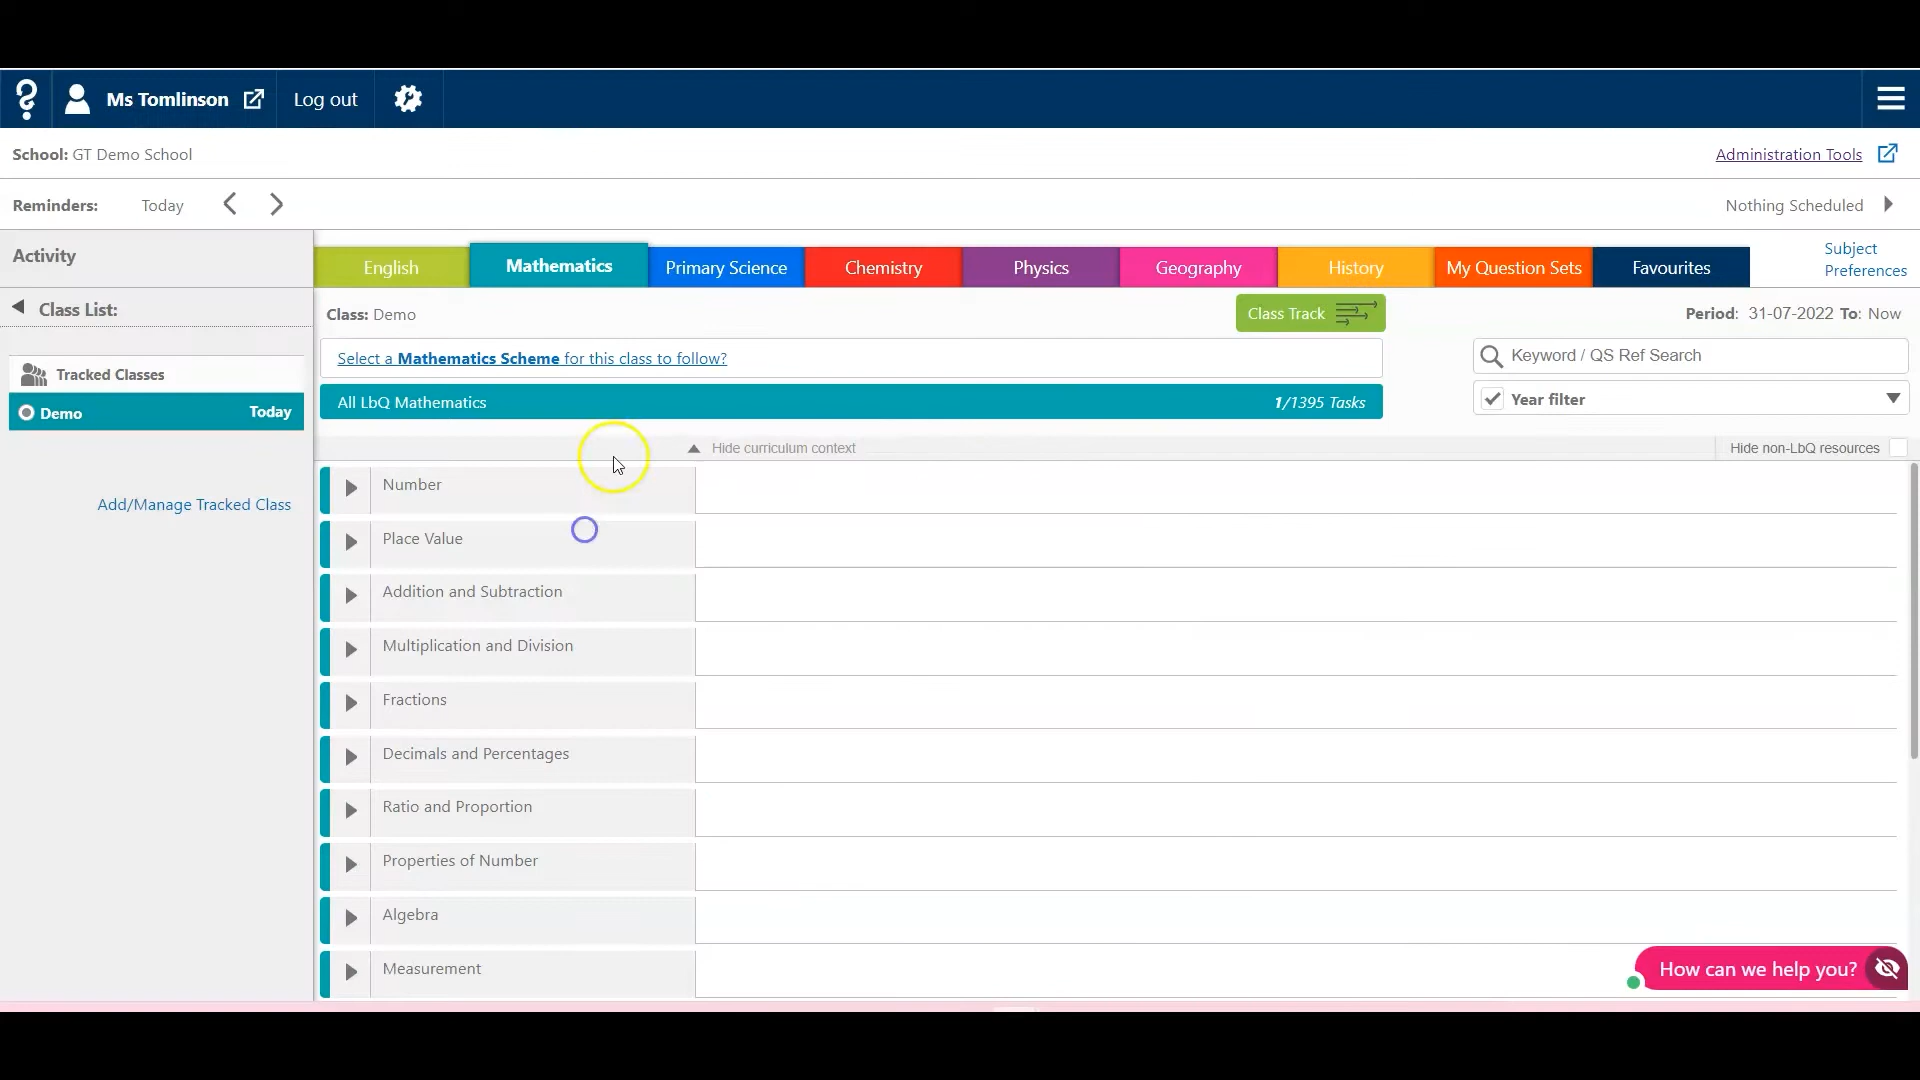 Ms Tomlinson Log out
School: GT Demo School Administration Tools
Reminders: Today Nothing Scheduled
Activity
English Mathematics Primary Science Chemistry Physics Geography History My Question Sets Favourites
Subject
Preferences
Class List:
Class: Demo Class Track Period: 31-07-2022 To: Now
Select a Mathematics Scheme for this class to follow? Keyword / QS Ref Search
Tracked Classes
Demo Today
All LbQ Mathematics 1/1395 Tasks Year filter
Hide curriculum context Hide non-LbQ resources
Add/Manage Tracked Class
Number
Place Value
Addition and Subtraction
Multiplication and Division
Fractions
Decimals and Percentages
Ratio and Proportion
Properties of Number
Algebra
Measurement
How can we help you?